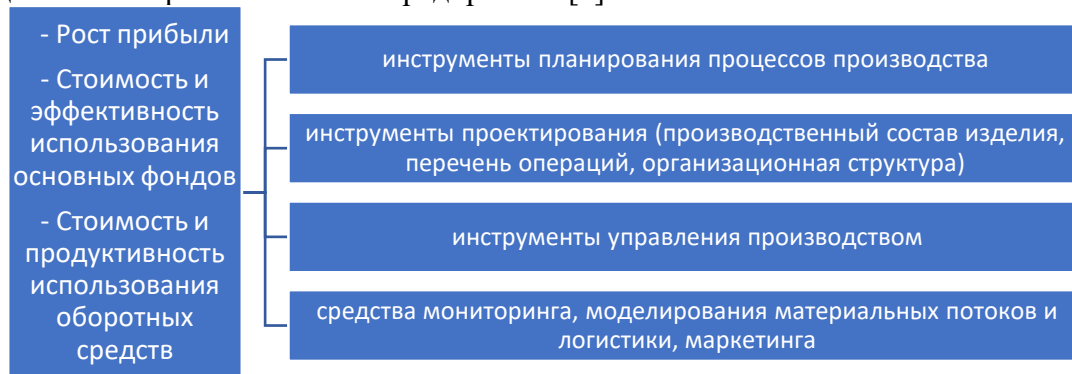 - Рост прибыли
- Стоимость и
эффективность
использования
основных фондов
- Стоимость и
продуктивность
использования
оборотных
средств
инструменты планирования процессов производства
инструменты проектирования (производственный состав изделия,
перечень операций, организационная структура)
инструменты управления производством
средства мониторинга, моделирования материальных потоков и
логистики, маркетинга